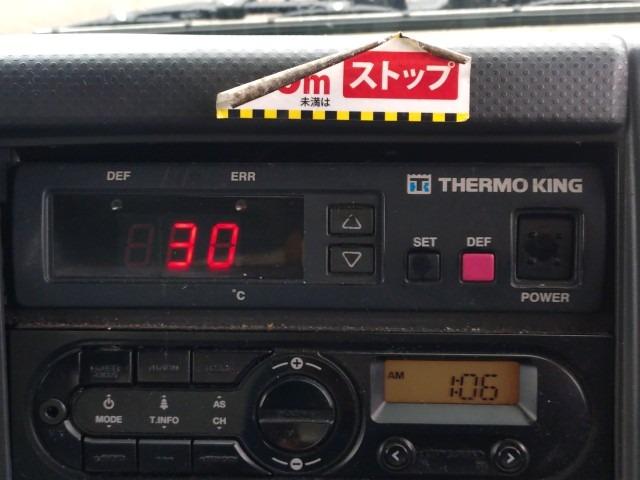 m ストップ
未満は
DEF ERR
THERMO KING
30
SET DEF
°C
POWER
AM 1:06
MODE T.INFO AS
CH